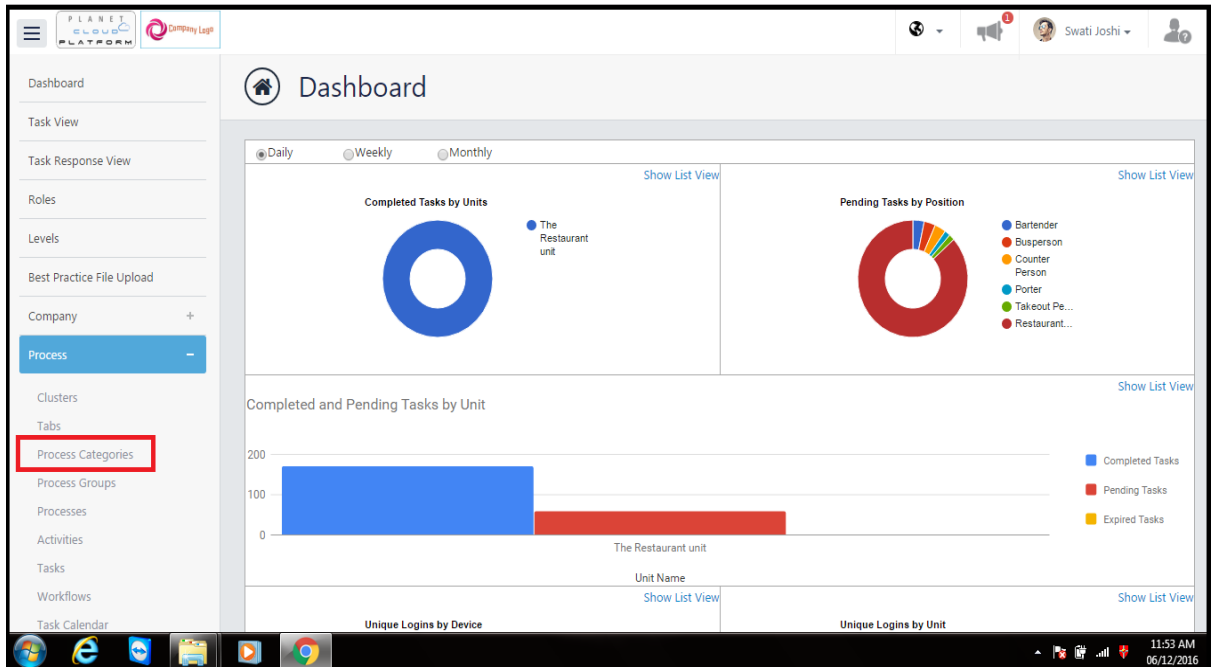 PLANET
CLOUD
PLATFORM
Company Logo
1
Swati Joshi
?
Dashboard
Task View
Task Response View
Roles
Levels
Best Practice File Upload
Company +
Process −
Clusters
Tabs
Process Categories
Process Groups
Processes
Activities
Tasks
Workflows
Task Calendar
Dashboard
Daily Weekly Monthly
Show List View
Completed Tasks by Units
The
Restaurant
unit
Show List View
Pending Tasks by Position
Bartender
Busperson
Counter
Person
Porter
Takeout Pe...
Restaurant...
Show List View
Completed and Pending Tasks by Unit
200
100
0
The Restaurant unit
Unit Name
Completed Tasks
Pending Tasks
Expired Tasks
Show List View
Unique Logins by Device
Show List View
Unique Logins by Unit
11:53 AM
06/12/2016